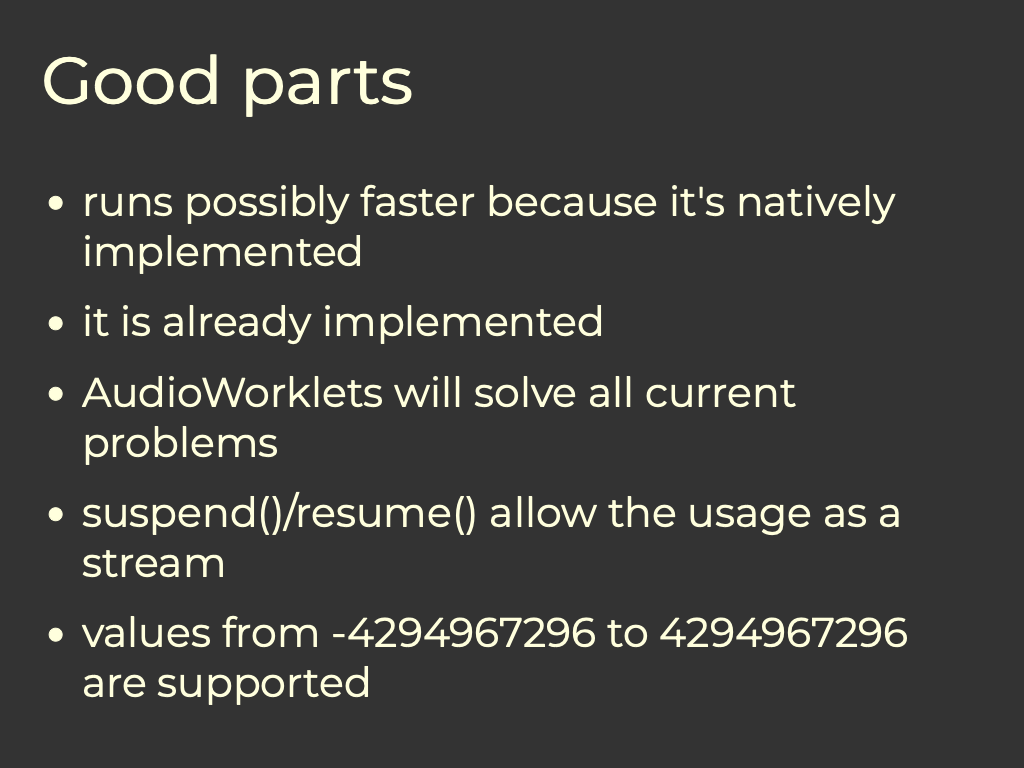 Good parts
• runs possibly faster because it's natively
implemented
• it is already implemented
• AudioWorklets will solve all current
problems
• suspend()/resume() allow the usage as a
stream
• values from -4294967296 to 4294967296
are supported